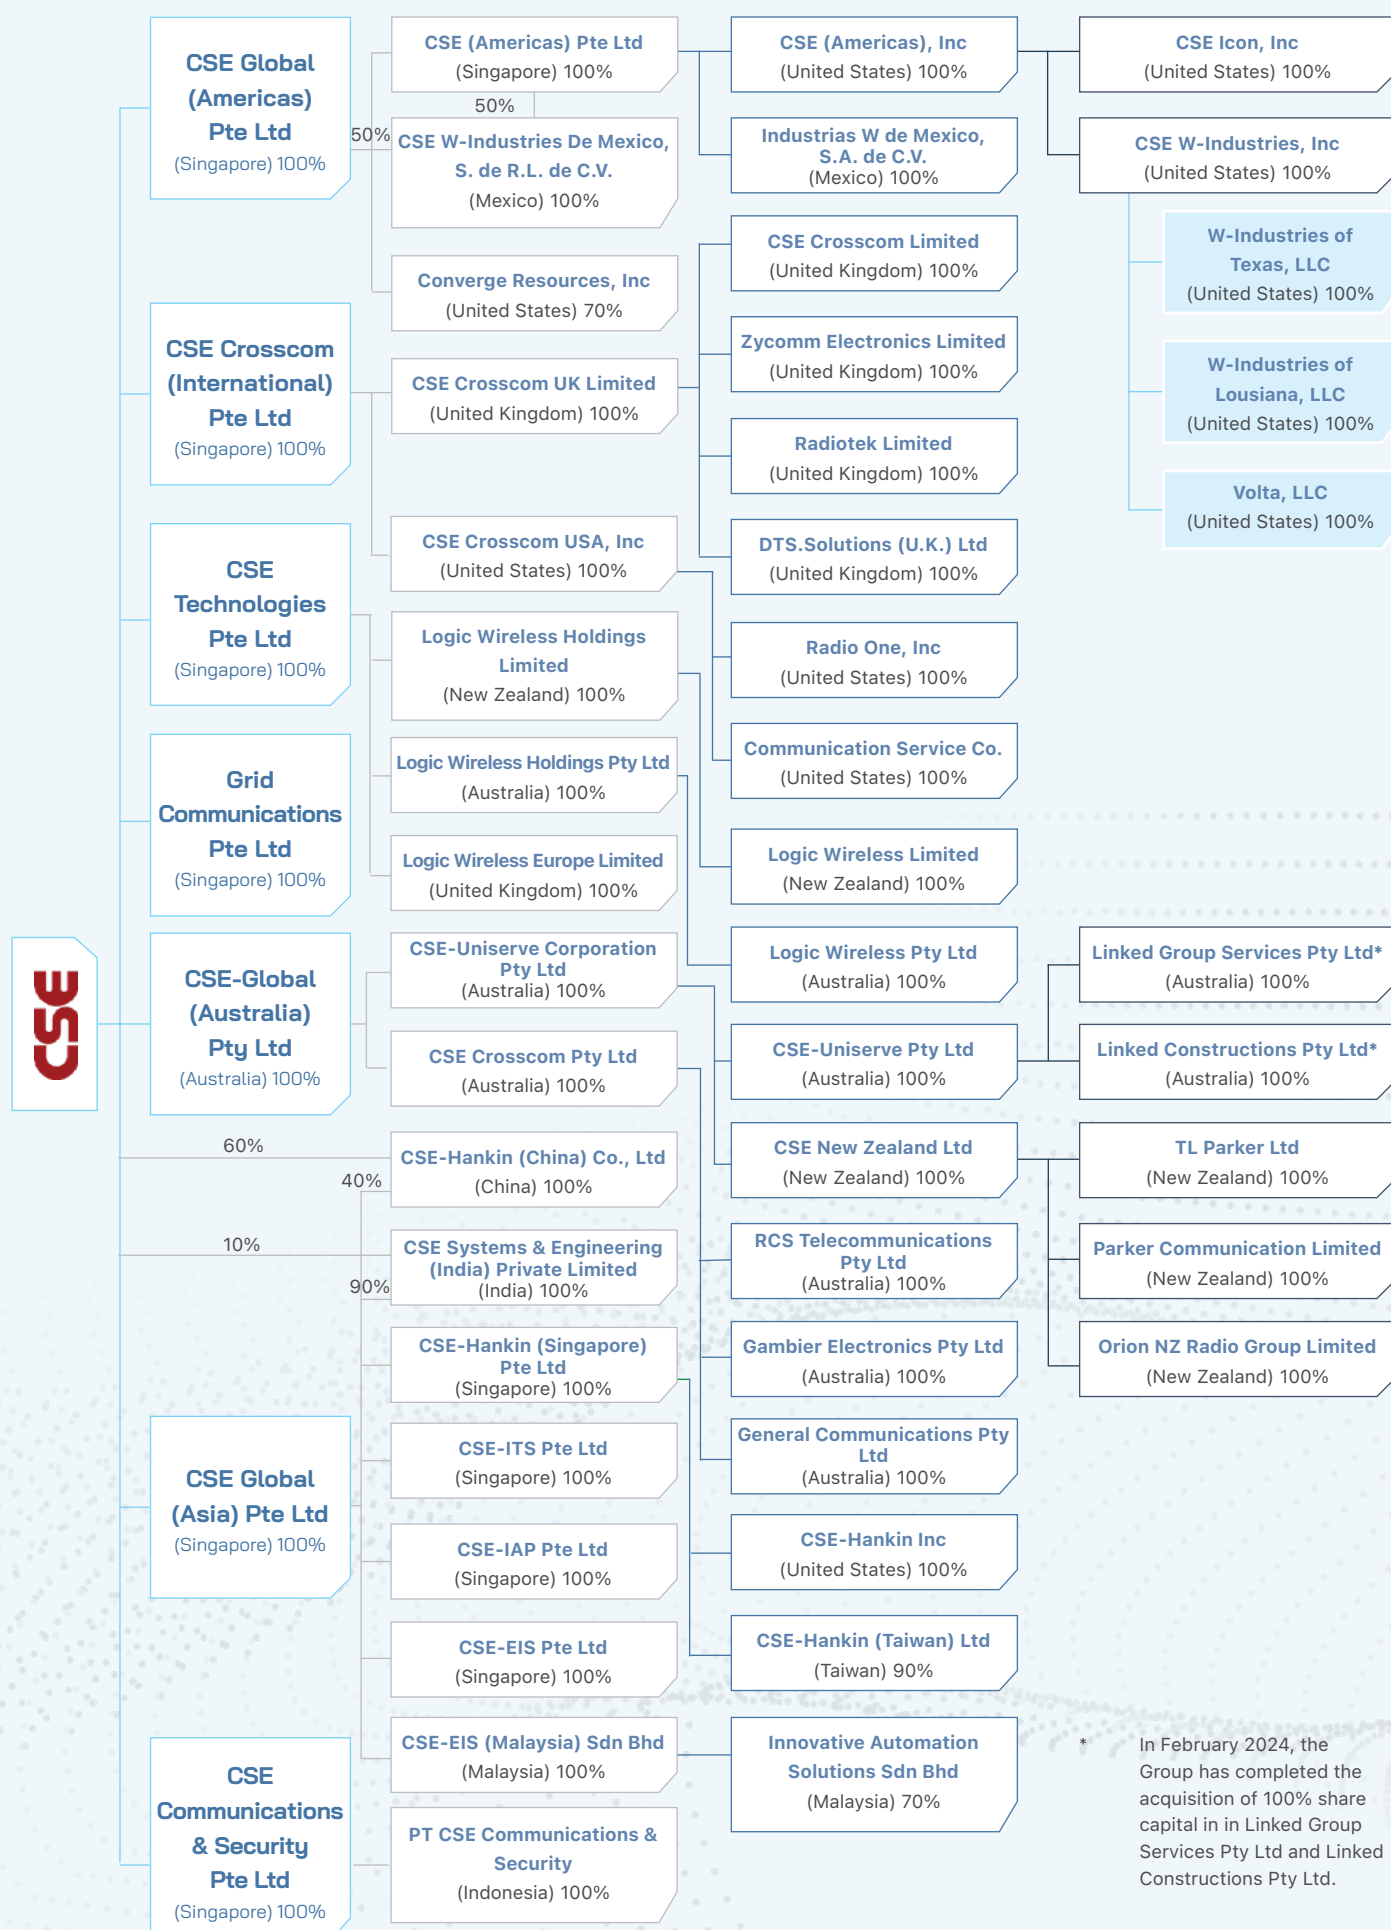 CSE
CSE Global
(Americas)
Pte Ltd
(Singapore) 100%
CSE Crosscom
(International)
Pte Ltd
(Singapore) 100%
CSE
Technologies
Pte Ltd
(Singapore) 100%
Grid
Communications
Pte Ltd
(Singapore) 100%
CSE-Global
(Australia)
Pty Ltd
(Australia) 100%
CSE Global
(Asia) Pte Ltd
(Singapore) 100%
CSE
Communications
& Security
Pte Ltd
(Singapore) 100%
50%
50%
60%
40%
10%
90%
CSE (Americas) Pte Ltd
(Singapore) 100%
CSE W-Industries De Mexico,
S. de R.L. de C.V.
(Mexico) 100%
Converge Resources, Inc
(United States) 70%
CSE Crosscom UK Limited
(United Kingdom) 100%
CSE Crosscom USA, Inc
(United States) 100%
Logic Wireless Holdings
Limited
(New Zealand) 100%
Logic Wireless Holdings Pty Ltd
(Australia) 100%
Logic Wireless Europe Limited
(United Kingdom) 100%
CSE-Uniserve Corporation
Pty Ltd
(Australia) 100%
CSE Crosscom Pty Ltd
(Australia) 100%
CSE-Hankin (China) Co., Ltd
(China) 100%
CSE Systems & Engineering
(India) Private Limited
(India) 100%
CSE-Hankin (Singapore)
Pte Ltd
(Singapore) 100%
CSE-ITS Pte Ltd
(Singapore) 100%
CSE-IAP Pte Ltd
(Singapore) 100%
CSE-EIS Pte Ltd
(Singapore) 100%
CSE-EIS (Malaysia) Sdn Bhd
(Malaysia) 100%
PT CSE Communications &
Security
(Indonesia) 100%
CSE (Americas), Inc
(United States) 100%
Industrias W de Mexico,
S.A. de C.V.
(Mexico) 100%
CSE Crosscom Limited
(United Kingdom) 100%
Zycomm Electronics Limited
(United Kingdom) 100%
Radiotek Limited
(United Kingdom) 100%
DTS.Solutions (U.K.) Ltd
(United Kingdom) 100%
Radio One, Inc
(United States) 100%
Communication Service Co.
(United States) 100%
Logic Wireless Limited
(New Zealand) 100%
Logic Wireless Pty Ltd
(Australia) 100%
CSE-Uniserve Pty Ltd
(Australia) 100%
CSE New Zealand Ltd
(New Zealand) 100%
RCS Telecommunications
Pty Ltd
(Australia) 100%
Gambier Electronics Pty Ltd
(Australia) 100%
General Communications Pty
Ltd
(Australia) 100%
CSE-Hankin Inc
(United States) 100%
CSE-Hankin (Taiwan) Ltd
(Taiwan) 90%
Innovative Automation
Solutions Sdn Bhd
(Malaysia) 70%
CSE Icon, Inc
(United States) 100%
CSE W-Industries, Inc
(United States) 100%
W-Industries of
Texas, LLC
(United States) 100%
W-Industries of
Lousiana, LLC
(United States) 100%
Volta, LLC
(United States) 100%
Linked Group Services Pty Ltd*
(Australia) 100%
Linked Constructions Pty Ltd*
(Australia) 100%
TL Parker Ltd
(New Zealand) 100%
Parker Communication Limited
(New Zealand) 100%
Orion NZ Radio Group Limited
(New Zealand) 100%
* In February 2024, the
Group has completed the
acquisition of 100% share
capital in in Linked Group
Services Pty Ltd and Linked
Constructions Pty Ltd.